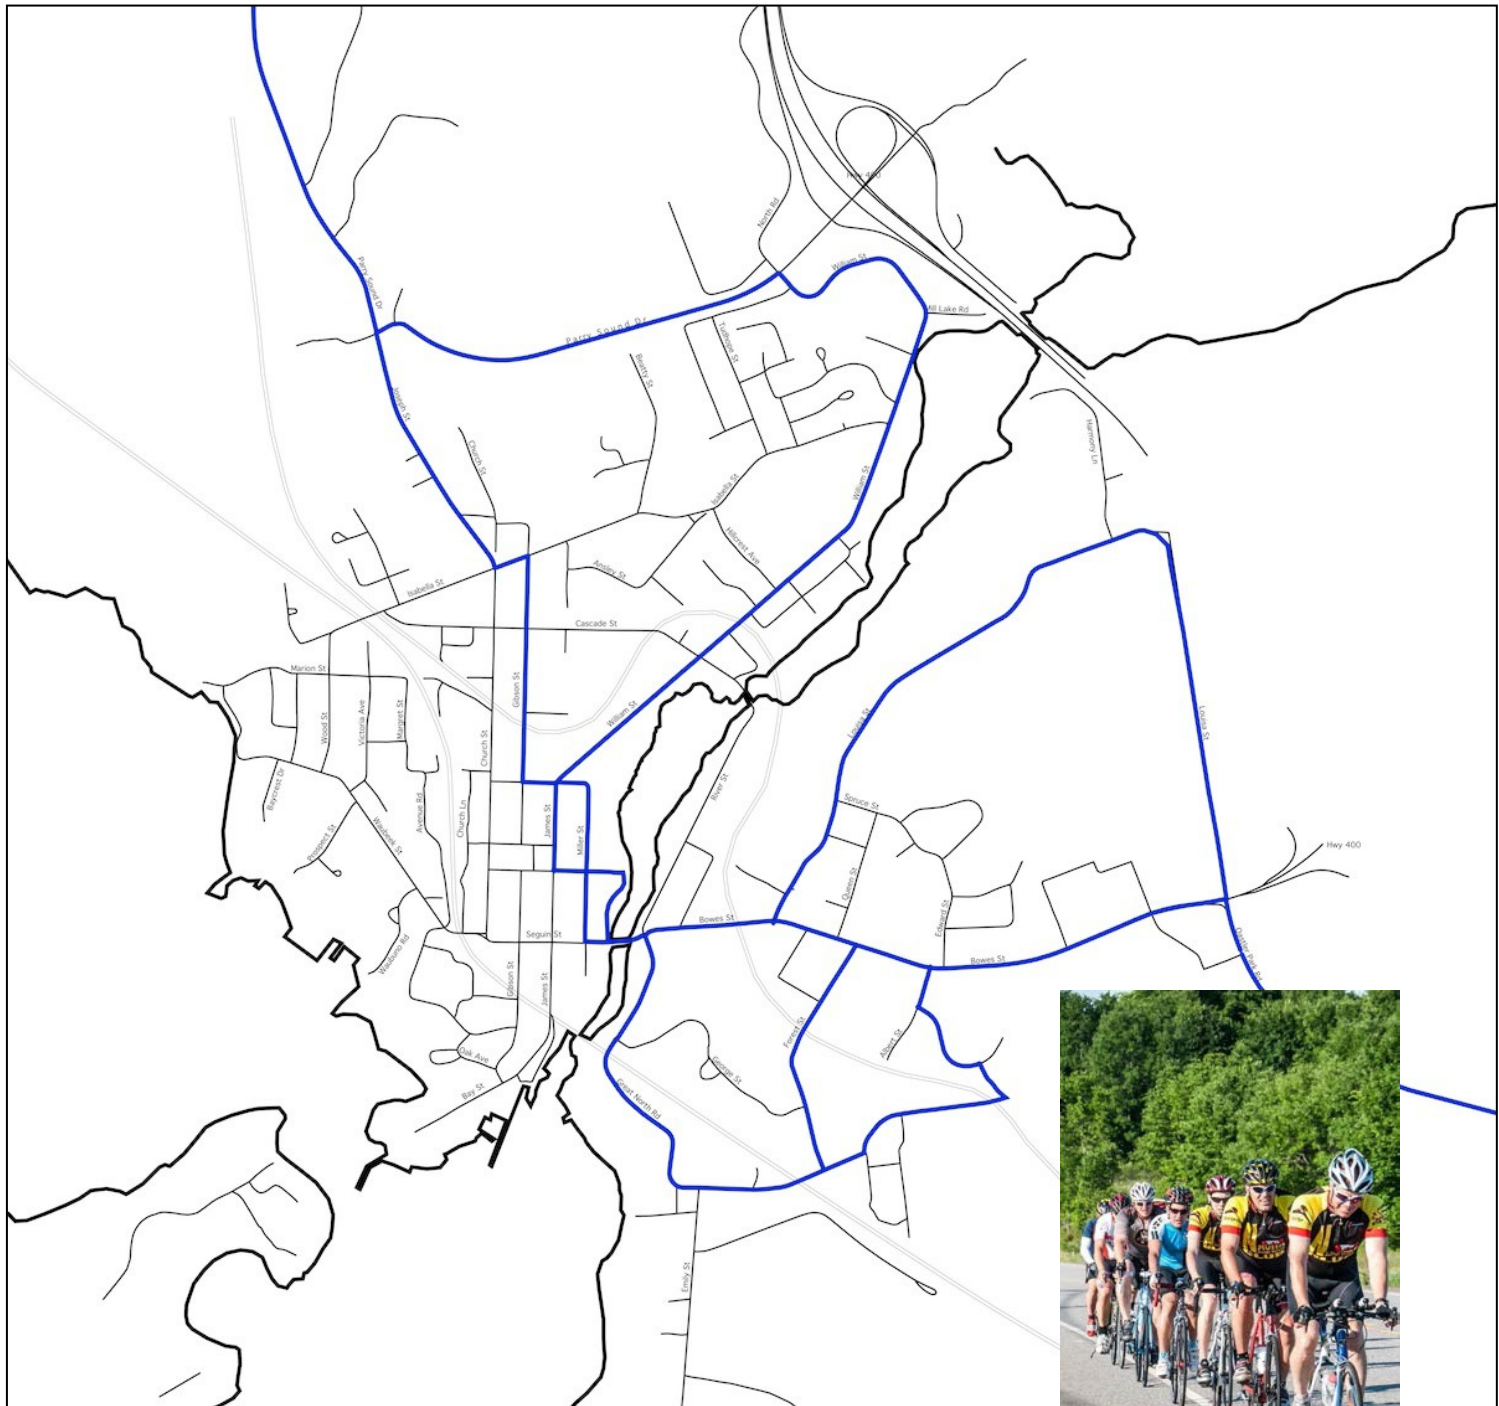 Hwy 400
North Rd
William St
Parry Sound Dr
Mill Lake Rd
Parry Sound Dr
Tudhope St
Beatty St
Joseph St
Harmony Ln
Church St
William St
Isabella St
Hillcrest Ave
Ansley St
Isabella St
Cascade St
Marion St
Gibson St
Wood St
Victoria Ave
Margret St
William St
Louisa St
Louisa St
Church St
Baycrest Dr
River St
Avenue Rd
Church Ln
James St
Miller St
Spruce St
Prospect St
Waubeek St
Hwy 400
Queen St
Bowes St
Edward St
Seguin St
Waubuno Rd
Bowes St
Oastler Park Rd
Gibson St
James St
Forest St
Albert St
Oak Ave
George St
Bay St
Great North Rd
Emily St